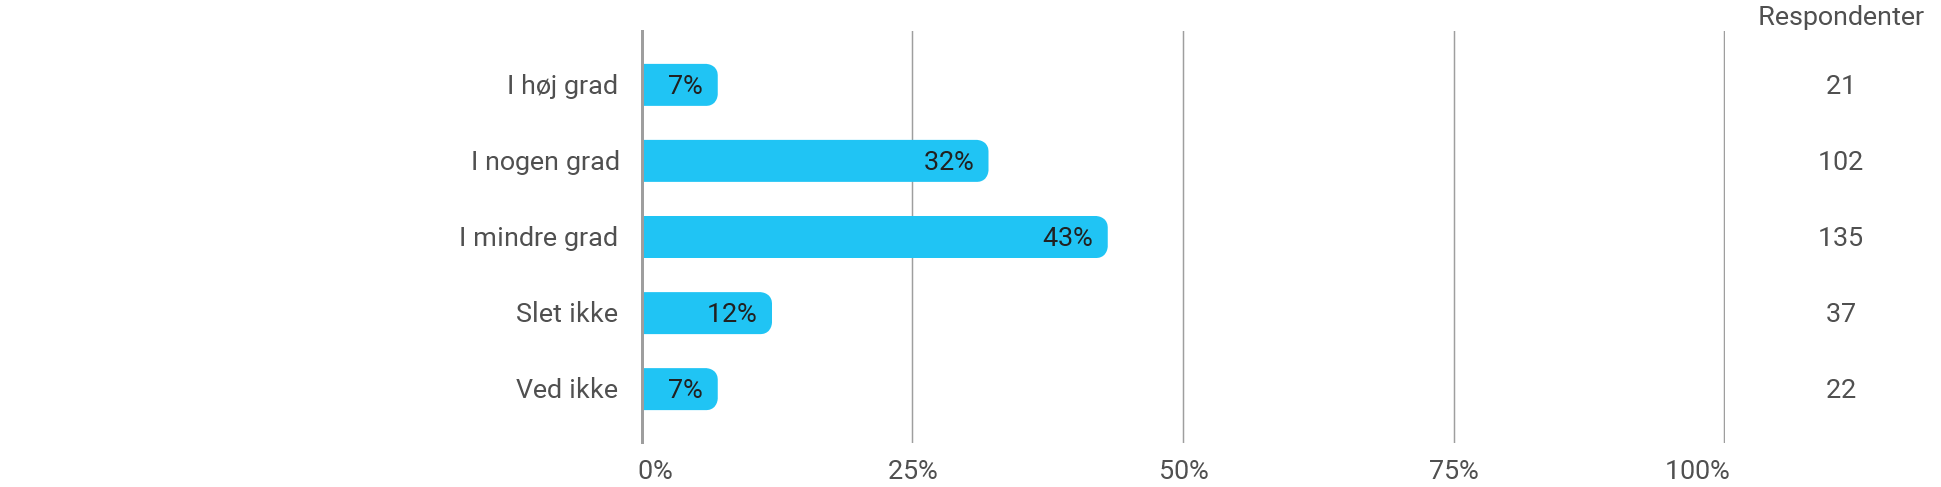 Respondenter
I høj grad 7% 21
I nogen grad 32% 102
I mindre grad 43% 135
Slet ikke 12% 37
Ved ikke 7% 22
0% 25% 50% 75% 100%